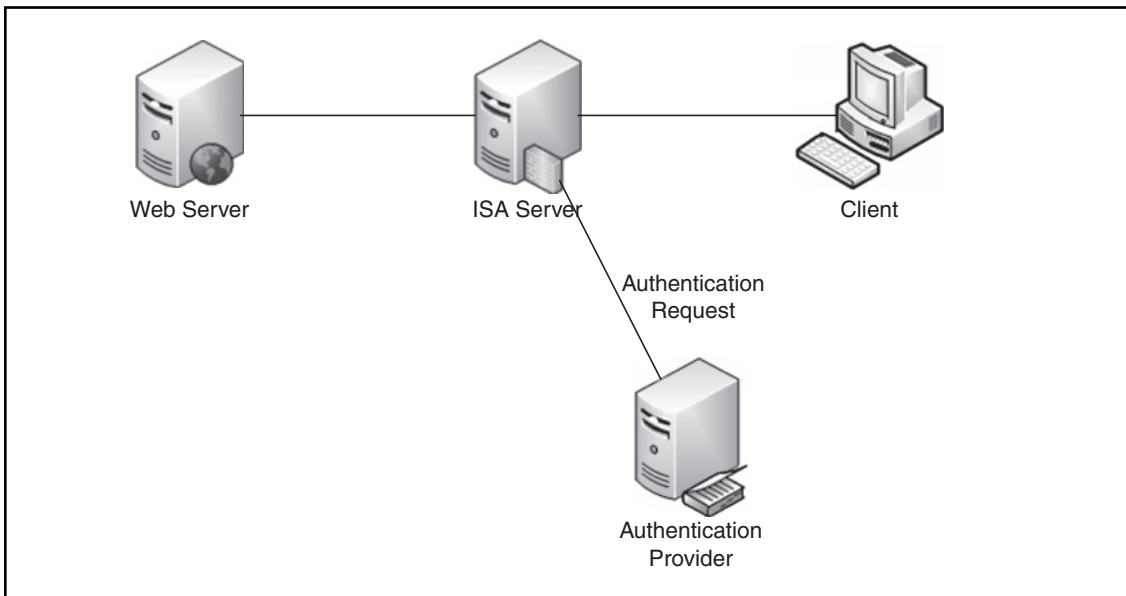 Web Server
ISA Server
Client
Authentication
Request
Authentication
Provider